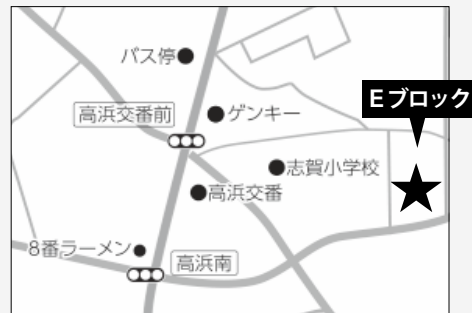 バス停
Eブロック
高浜交番前
ゲンキー
志賀小学校
高浜交番
8番ラーメン
高浜南